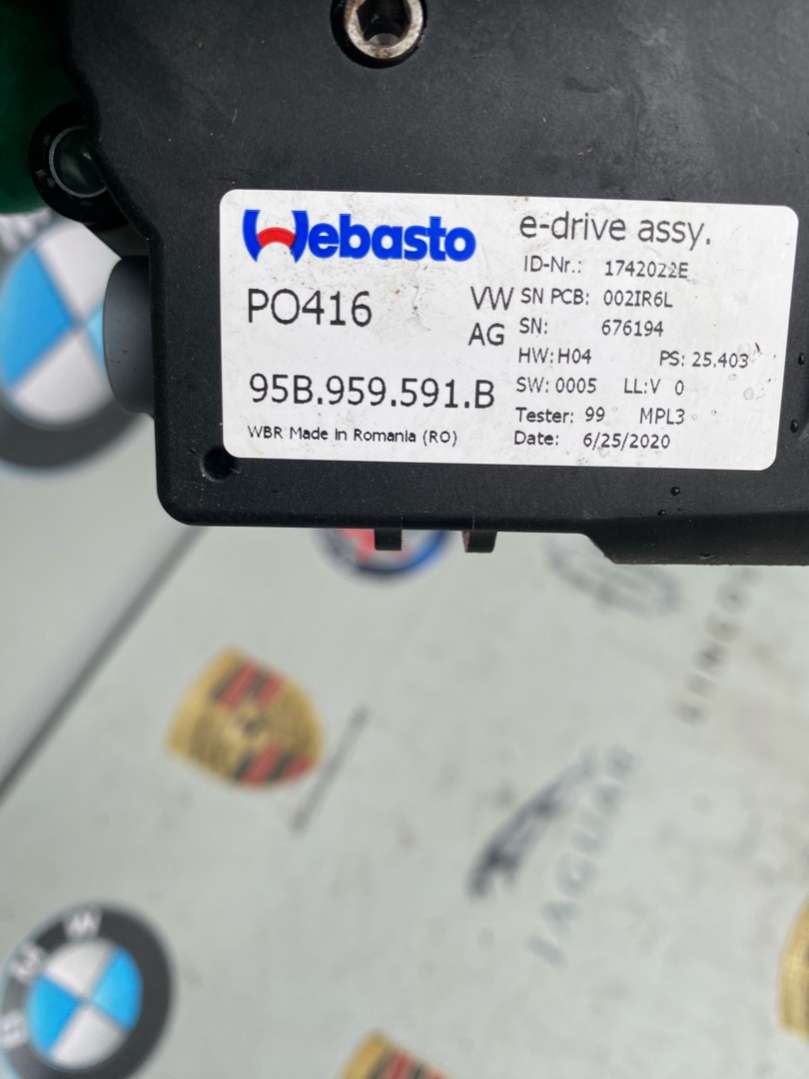 Webasto
e-drive assy.
ID-Nr.: 1742022E
PO416
VW AG
SN PCB: 002IR6L
SN: 676194
HW: H04 PS: 25.403
95B.959.591.B
SW: 0005 LL:V 0
Tester: 99 MPL3
WBR Made in Romania (RO)
Date: 6/25/2020
JAGUAR